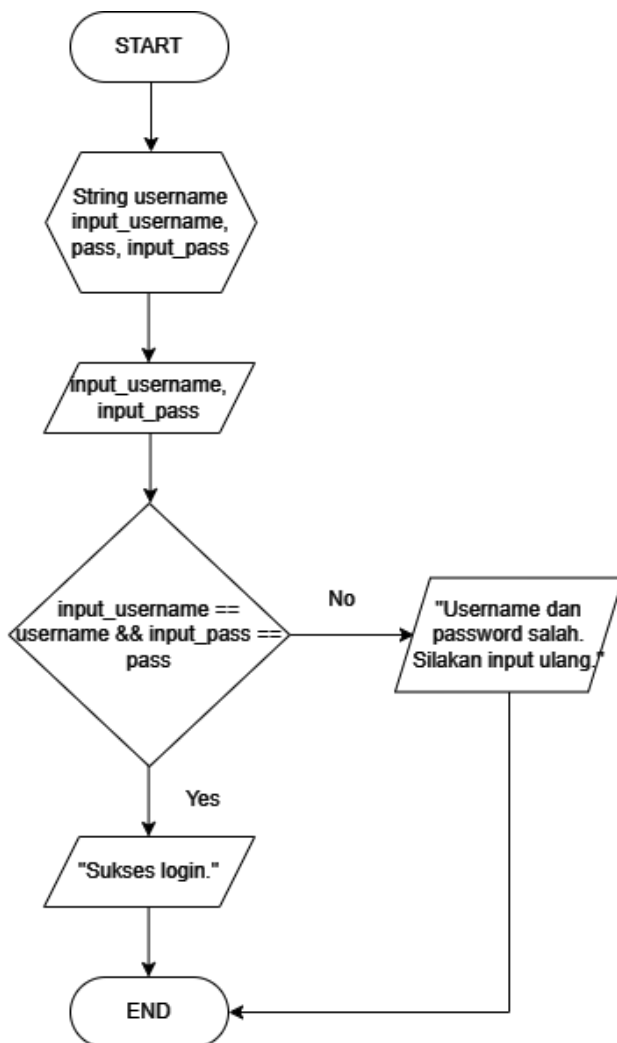 START
String username
input_username,
pass, input_pass
input_username,
input_pass
input_username ==
username && input_pass ==
pass
No
"Username dan
password salah.
Silakan input ulang."
Yes
"Sukses login."
END